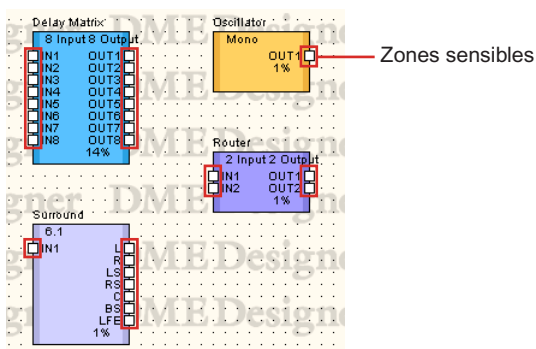 Delay Matrix
8 Input 8 Output
IN1 OUT1
IN2 OUT2
IN3 OUT3
IN4 OUT4
IN5 OUT5
IN6 OUT6
IN7 OUT7
IN8 OUT8
14%
Oscillator
Mono
OUT1
1%
Zones sensibles
Router
2 Input 2 Output
IN1 OUT1
IN2 OUT2
1%
Surround
6.1
IN1 L
R
LS
RS
C
BS
LFE
1%
DME Designer